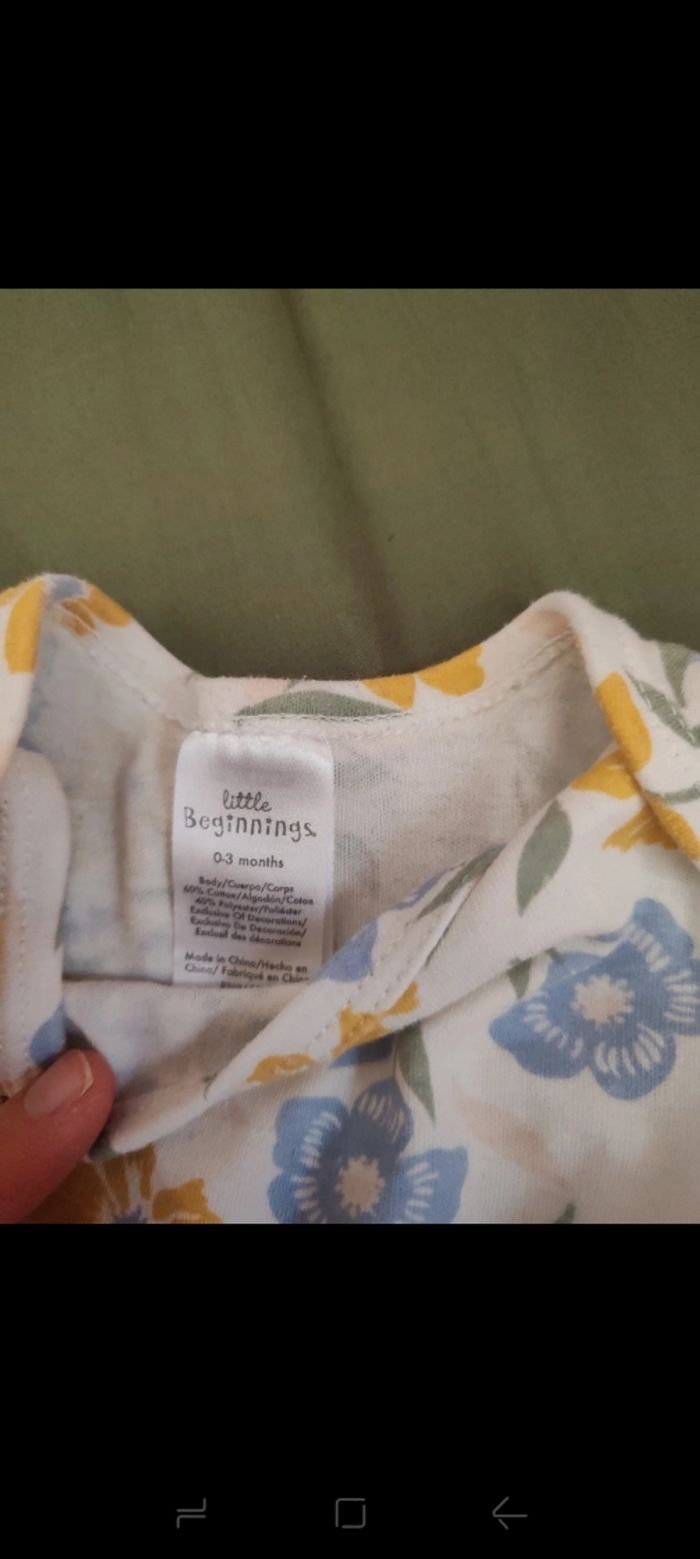 little
Beginnings
0-3 months
Body/Cuerpo/Corps
60% Cotton/Algodón/Coton
40% Polyester/Poliéster
Exclusive Of Decorations/
Exclusivo De Decoración/
Exclusif des décorations
Made in China/Hecho en
China/ Fabriqué en Chine